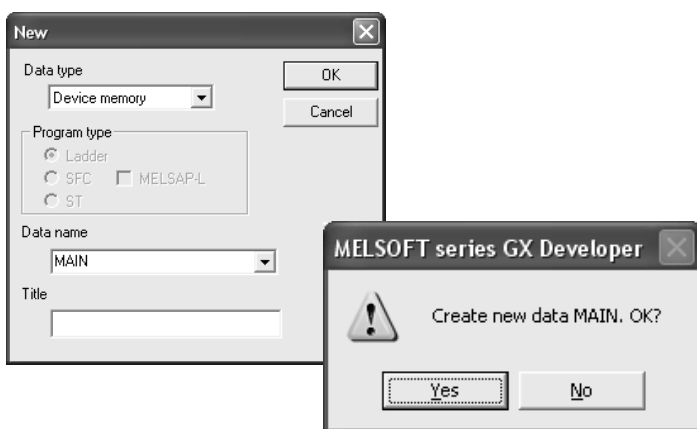 New
Data type
Device memory
OK
Cancel
Program type
Ladder
SFC MELSAP-L
ST
Data name
MAIN
Title
MELSOFT series GX Developer
Create new data MAIN. OK?
Yes No